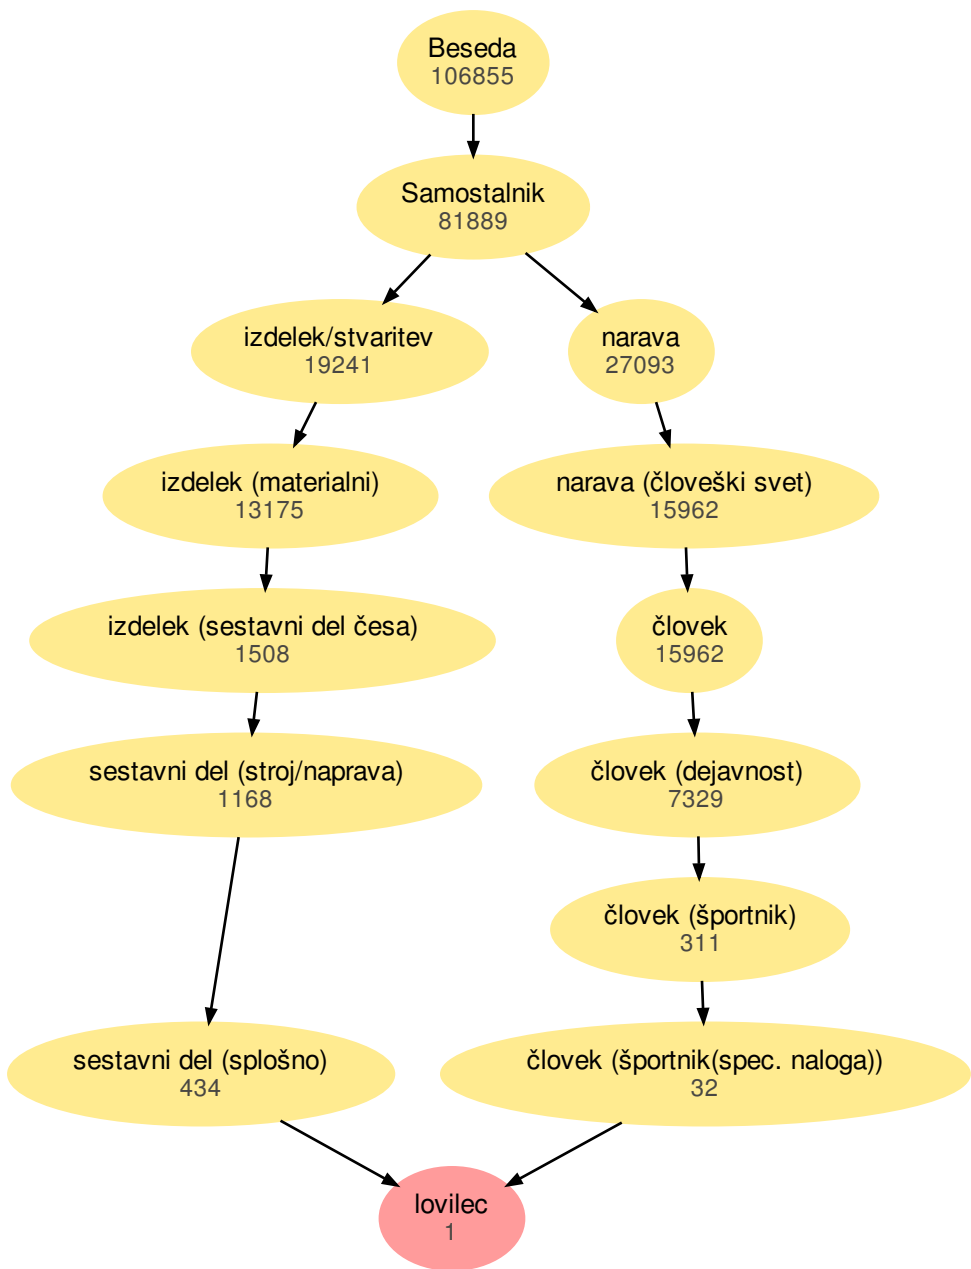 Beseda
106855
Samostalnik
81889
izdelek/stvaritev
19241
narava
27093
izdelek (materialni)
13175
narava (človeški svet)
15962
izdelek (sestavni del česa)
1508
človek
15962
sestavni del (stroj/naprava)
1168
človek (dejavnost)
7329
človek (športnik)
311
sestavni del (splošno)
434
človek (športnik(spec. naloga))
32
lovilec
1